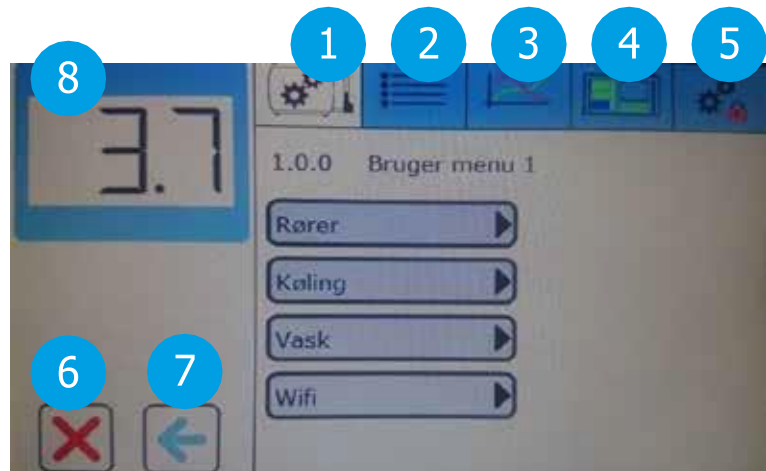 1 2 3 4 5
8
3.7
1.0.0 Bruger menu 1
Rører
Køling
Vask
Wifi
6 7